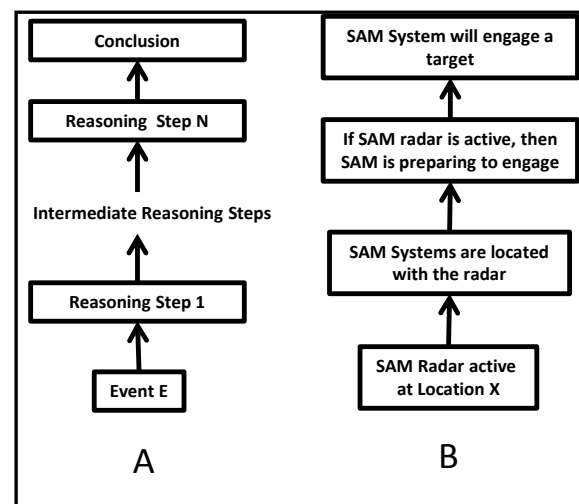 Conclusion
Reasoning Step N
Intermediate Reasoning Steps
Reasoning Step 1
Event E
A
SAM System will engage a
target
If SAM radar is active, then
SAM is preparing to engage
SAM Systems are located
with the radar
SAM Radar active
at Location X
B